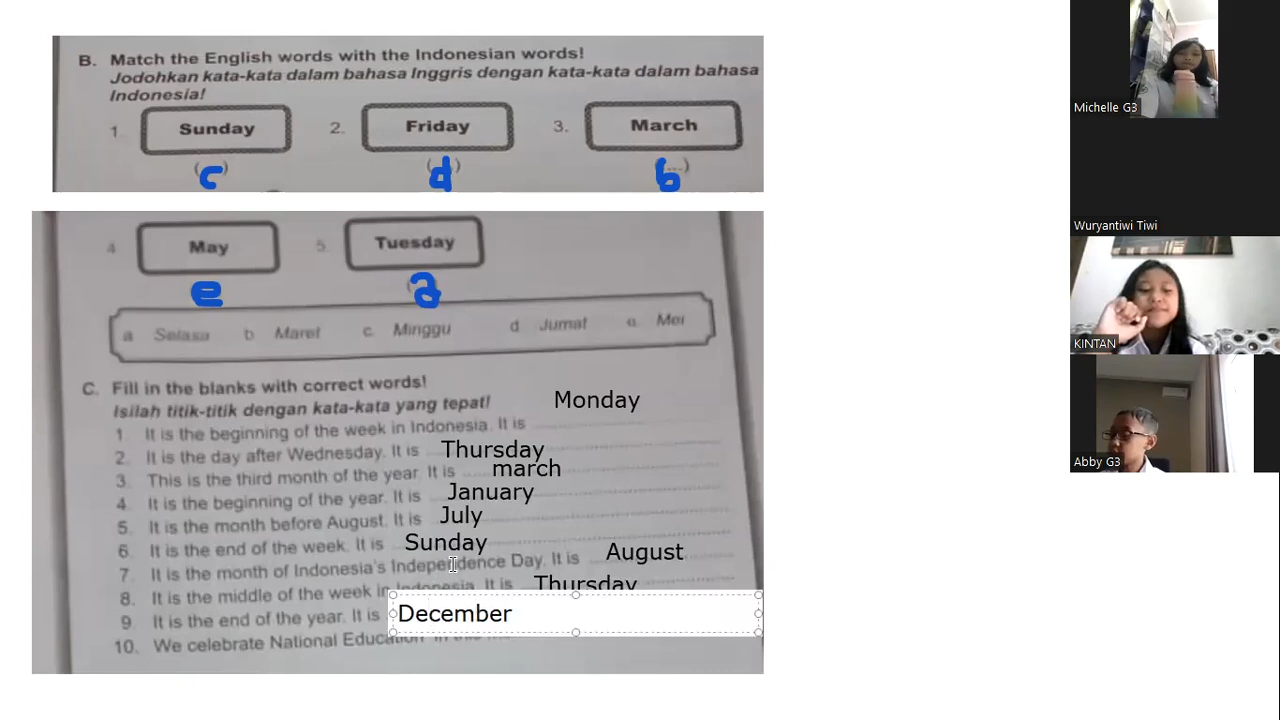 B. Match the English words with the Indonesian words!
Jodohkan kata-kata dalam bahasa Inggris dengan kata-kata dalam bahasa
Indonesia!
1. Sunday 2. Friday 3. March
(c) (d) (b)
4 May 5. Tuesday
e a
a Selasa b Maret c. Minggu d Jumat e. Mei
C. Fill in the blanks with correct words!
Isilah titik-titik dengan kata-kata yang tepat!
1. It is the beginning of the week in Indonesia. It is Monday
2. It is the day after Wednesday. It is Thursday
3. This is the third month of the year. It is march
4. It is the beginning of the year. It is January
5. It is the month before August. It is July
6. It is the end of the week. It is Sunday
7. It is the month of Indonesia's Independence Day. It is August
8. It is the middle of the week in Indonesia. It is Thursday
9. It is the end of the year. It is December
10. We celebrate National Education
Michelle G3
Wuryantiwi Tiwi
KINTAN
Abby G3